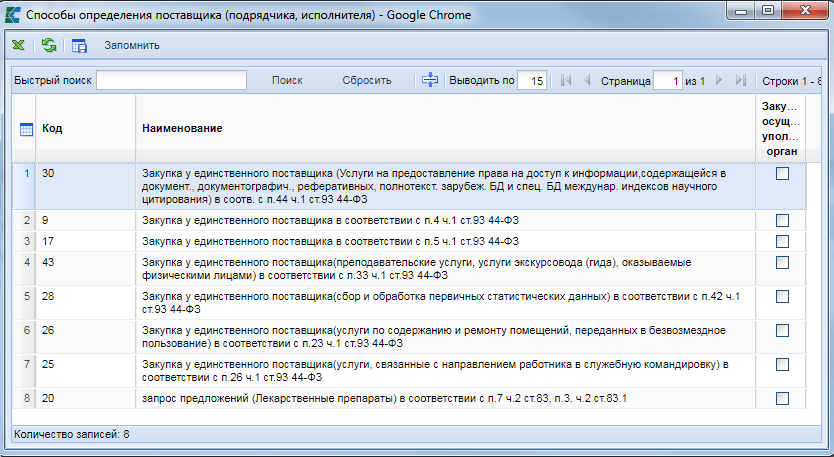 Способы определения поставщика (подрядчика, исполнителя) - Google Chrome
Запомнить
Быстрый поиск Поиск Сбросить Выводить по 15 Страница 1 из 1 Строки 1 - 8
Код Наименование Заку... осущ... упол... орган
1 30 Закупка у единственного поставщика (Услуги на предоставление права на доступ к информации,содержащейся в
документ., документографич., реферативных, полнотекст. зарубеж. БД и спец. БД междунар. индексов научного
цитирования) в соотв. с п.44 ч.1 ст.93 44-ФЗ
2 9 Закупка у единственного поставщика в соответствии с п.4 ч.1 ст.93 44-ФЗ
3 17 Закупка у единственного поставщика в соответствии с п.5 ч.1 ст.93 44-ФЗ
4 43 Закупка у единственного поставщика(преподавательские услуги, услуги экскурсовода (гида), оказываемые
физическими лицами) в соответствии с п.33 ч.1 ст.93 44-ФЗ
5 28 Закупка у единственного поставщика(сбор и обработка первичных статистических данных) в соответствии с п.42 ч.1
ст.93 44-ФЗ
6 26 Закупка у единственного поставщика(услуги по содержанию и ремонту помещений, переданных в безвозмездное
пользование) в соответствии с п.23 ч.1 ст.93 44-ФЗ
7 25 Закупка у единственного поставщика(услуги, связанные с направлением работника в служебную командировку) в
соответствии с п.26 ч.1 ст.93 44-ФЗ
8 20 запрос предложений (Лекарственные препараты) в соответствии с п.7 ч.2 ст.83, п.3. ч.2 ст.83.1
Количество записей: 8